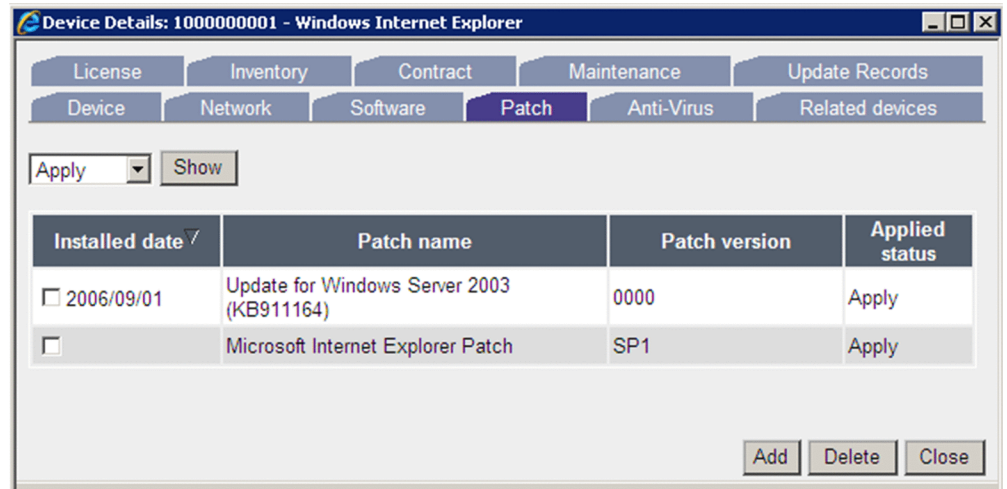 Device Details: 1000000001 - Windows Internet Explorer
License Inventory Contract Maintenance Update Records
Device Network Software Patch Anti-Virus Related devices
Apply Show
Installed date Patch name Patch version Applied status
2006/09/01 Update for Windows Server 2003 (KB911164) 0000 Apply
Microsoft Internet Explorer Patch SP1 Apply
Add Delete Close